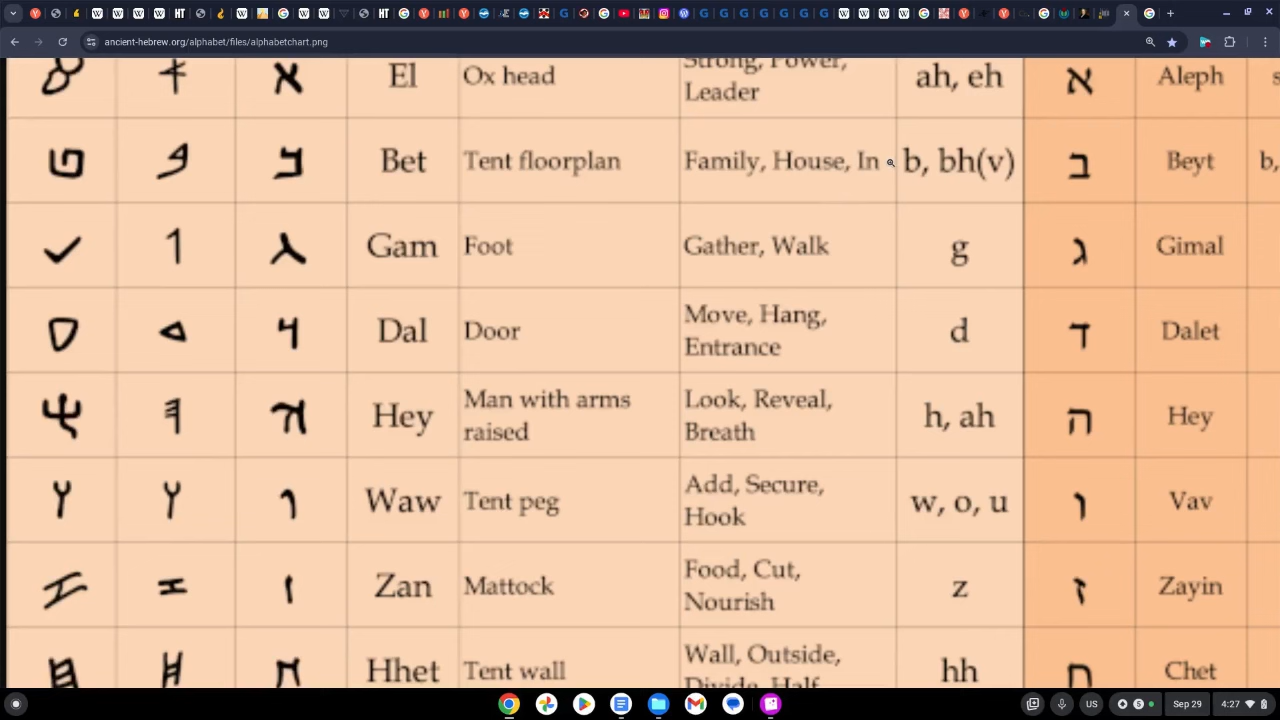 ancient-hebrew.org/alphabet/files/alphabetchart.png
El Ox head Strong, Power, Leader ah, eh א Aleph s
Bet Tent floorplan Family, House, In b, bh(v) ב Beyt b,
Gam Foot Gather, Walk g ג Gimal
Dal Door Move, Hang, Entrance d ד Dalet
Hey Man with arms raised Look, Reveal, Breath h, ah ה Hey
Waw Tent peg Add, Secure, Hook w, o, u ו Vav
Zan Mattock Food, Cut, Nourish z ז Zayin
Hhet Tent wall Wall, Outside, Divide, Half hh ח Chet
US 5 Sep 29 4:27